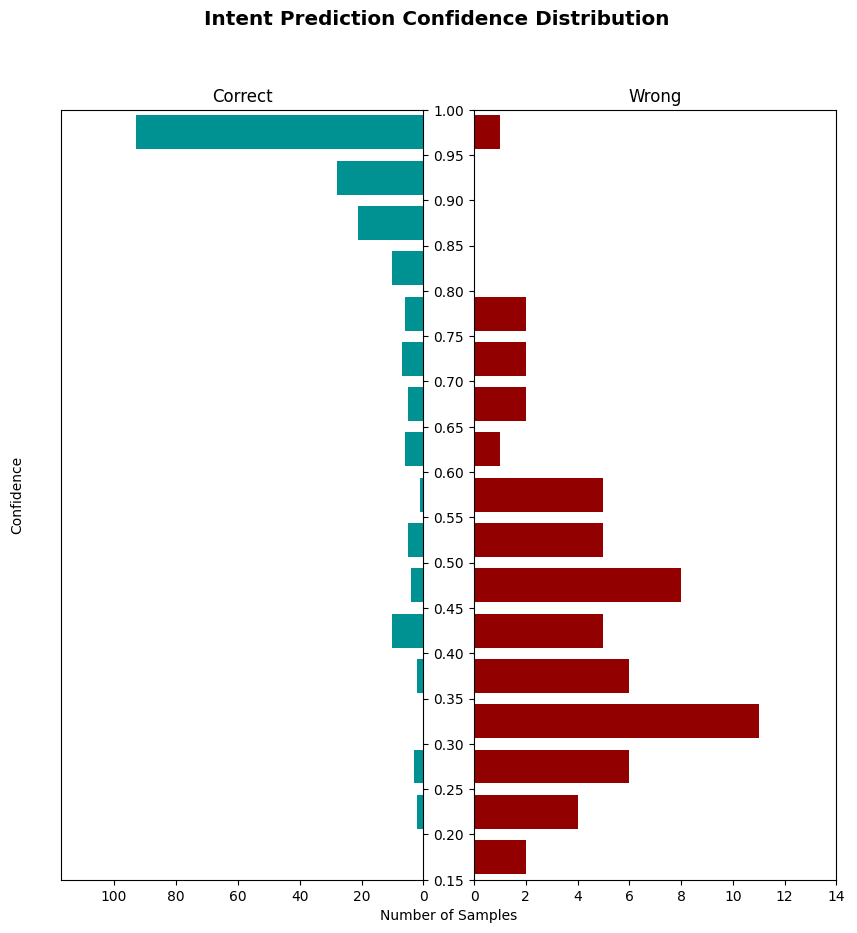 Intent Prediction Confidence Distribution
Correct
Wrong
1.00
0.95
0.90
0.85
0.80
0.75
0.70
0.65
0.60
0.55
0.50
0.45
0.40
0.35
0.30
0.25
0.20
0.15
Confidence
100 80 60 40 20 0
0 2 4 6 8 10 12 14
Number of Samples